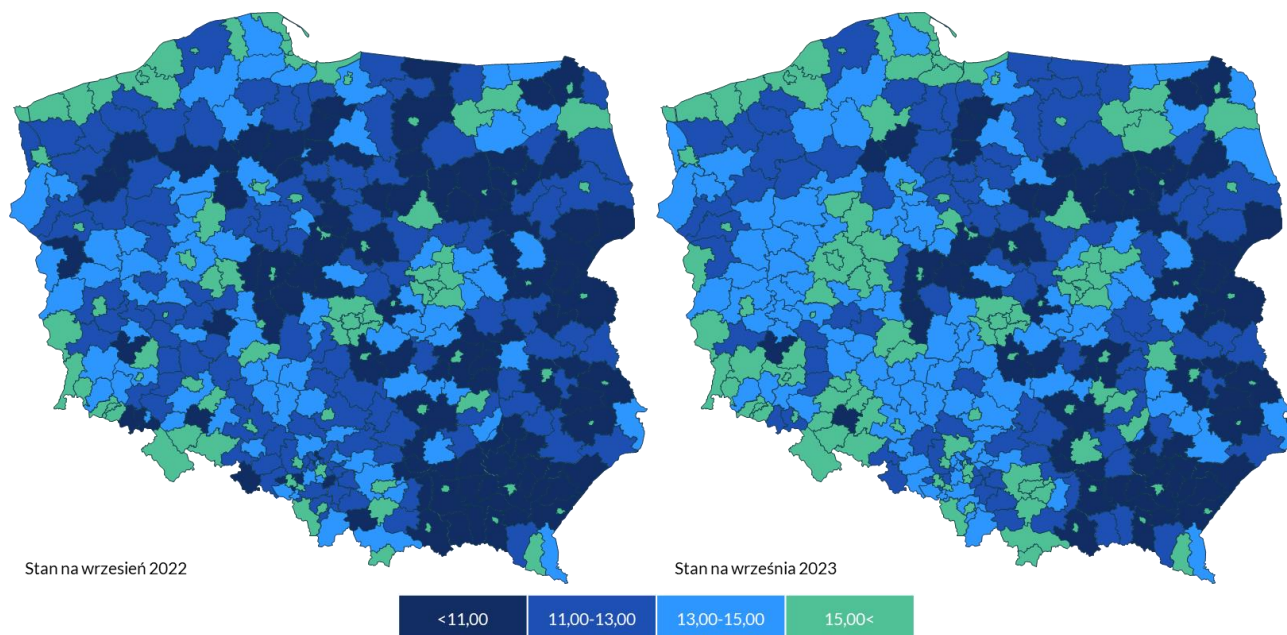 Stan na wrzesień 2022
Stan na września 2023
<11,00 11,00-13,00 13,00-15,00 15,00<